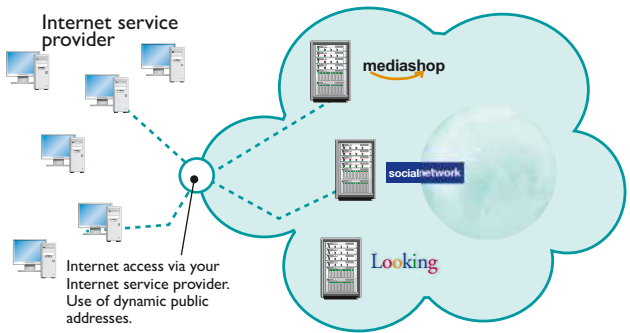 Internet service
provider
mediashop
socialnetwork
Looking
Internet access via your
Internet service provider.
Use of dynamic public
addresses.